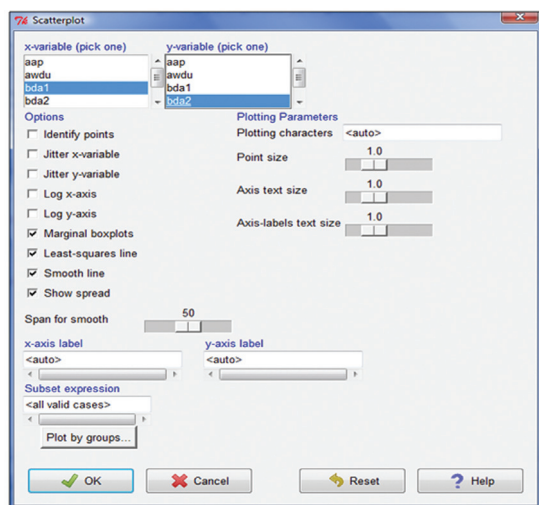 Scatterplot
x-variable (pick one) y-variable (pick one)
aap aap
awdu awdu
bda1 bda1
bda2 bda2
Options Plotting Parameters
Identify points Plotting characters <auto>
Jitter x-variable Point size 1.0
Jitter y-variable Axis text size 1.0
Log x-axis Axis-labels text size 1.0
Log y-axis
Marginal boxplots
Least-squares line
Smooth line
Show spread
Span for smooth 50
x-axis label y-axis label
<auto> <auto>
Subset expression
<all valid cases>
Plot by groups...
OK Cancel Reset Help